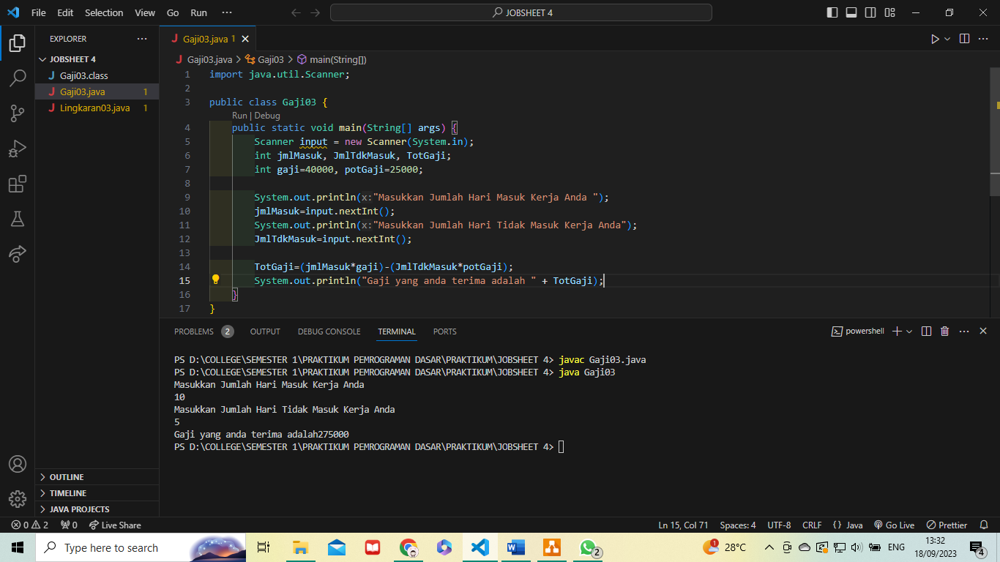 File Edit Selection View Go Run ··· JOBSHEET 4
EXPLORER ···
JOBSHEET 4
J Gaji03.class
J Gaji03.java 1
J Lingkaran03.java 1
OUTLINE
TIMELINE
JAVA PROJECTS
J Gaji03.java 1
J Gaji03.java > Gaji03 > main(String[])
1 import java.util.Scanner;
2
3 public class Gaji03 {
Run | Debug
4 public static void main(String[] args) {
5 Scanner input = new Scanner(System.in);
6 int jmlMasuk, JmlTdkMasuk, TotGaji;
7 int gaji=40000, potGaji=25000;
8
9 System.out.println(x:"Masukkan Jumlah Hari Masuk Kerja Anda ");
10 jmlMasuk=input.nextInt();
11 System.out.println(x:"Masukkan Jumlah Hari Tidak Masuk Kerja Anda");
12 JmlTdkMasuk=input.nextInt();
13
14 TotGaji=(jmlMasuk*gaji)-(JmlTdkMasuk*potGaji);
15 System.out.println("Gaji yang anda terima adalah " + TotGaji);
16 }
17 }
PROBLEMS 2 OUTPUT DEBUG CONSOLE TERMINAL PORTS powershell
PS D:\COLLEGE\SEMESTER 1\PRAKTIKUM PEMROGRAMAN DASAR\PRAKTIKUM\JOBSHEET 4> javac Gaji03.java
PS D:\COLLEGE\SEMESTER 1\PRAKTIKUM PEMROGRAMAN DASAR\PRAKTIKUM\JOBSHEET 4> java Gaji03
Masukkan Jumlah Hari Masuk Kerja Anda
10
Masukkan Jumlah Hari Tidak Masuk Kerja Anda
5
Gaji yang anda terima adalah275000
PS D:\COLLEGE\SEMESTER 1\PRAKTIKUM PEMROGRAMAN DASAR\PRAKTIKUM\JOBSHEET 4>
0 2 0 Live Share Ln 15, Col 71 Spaces: 4 UTF-8 CRLF {} Java Go Live Prettier
Type here to search W 2 1 28°C ENG 13:32
18/09/2023 4